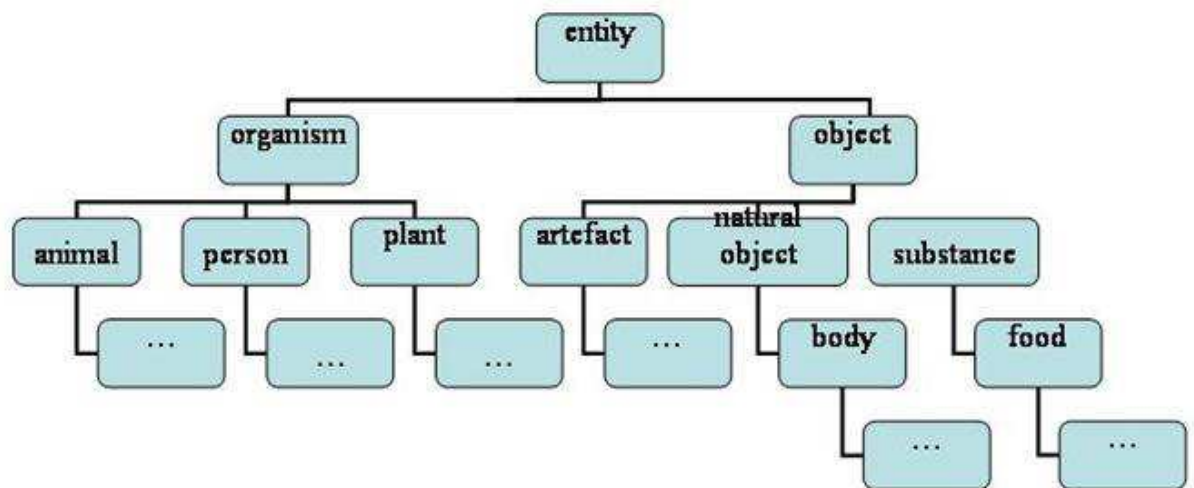 entity
organism
object
animal
person
plant
artefact
natural
object
substance
...
...
...
...
body
food
...
...